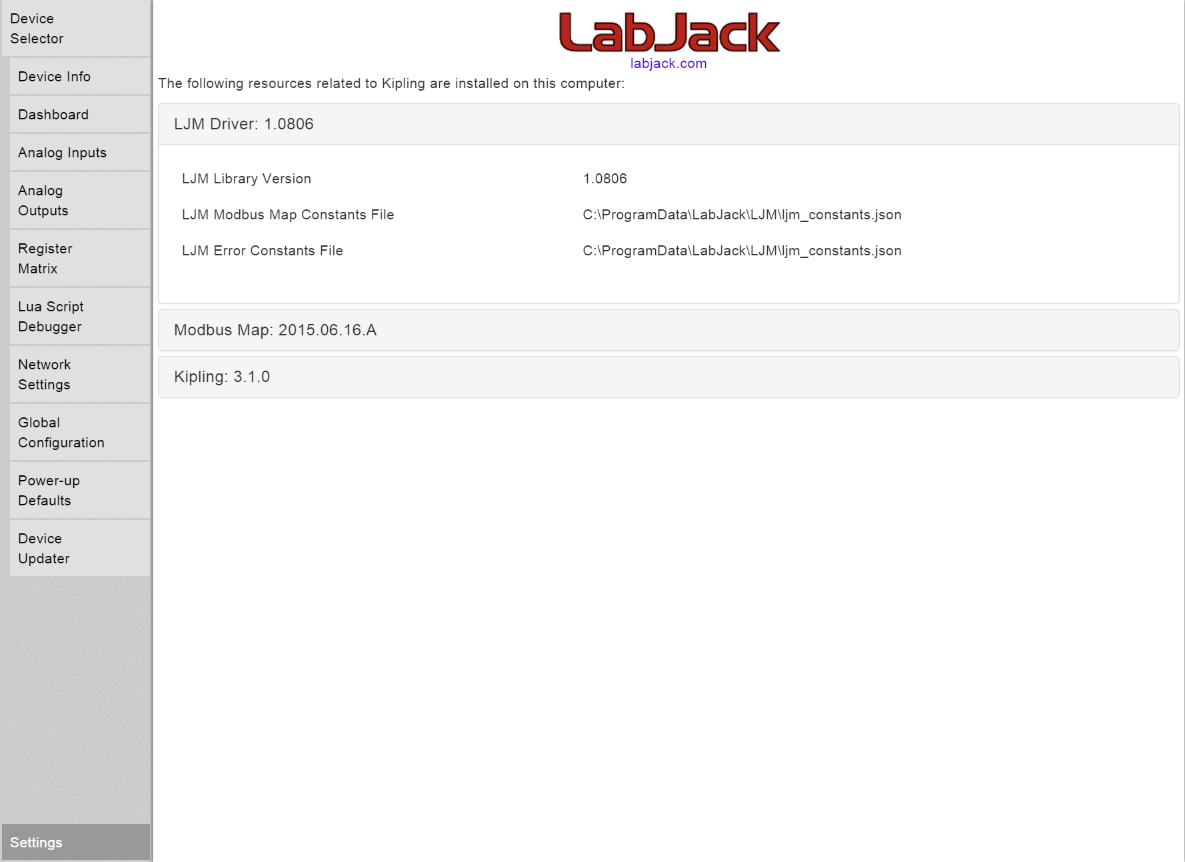 Device
Selector
Device Info
Dashboard
Analog Inputs
Analog
Outputs
Register
Matrix
Lua Script
Debugger
Network
Settings
Global
Configuration
Power-up
Defaults
Device
Updater
Settings
LabJack
labjack.com
The following resources related to Kipling are installed on this computer:
LJM Driver: 1.0806
LJM Library Version 1.0806
LJM Modbus Map Constants File C:\ProgramData\LabJack\LJM\ljm_constants.json
LJM Error Constants File C:\ProgramData\LabJack\LJM\ljm_constants.json
Modbus Map: 2015.06.16.A
Kipling: 3.1.0